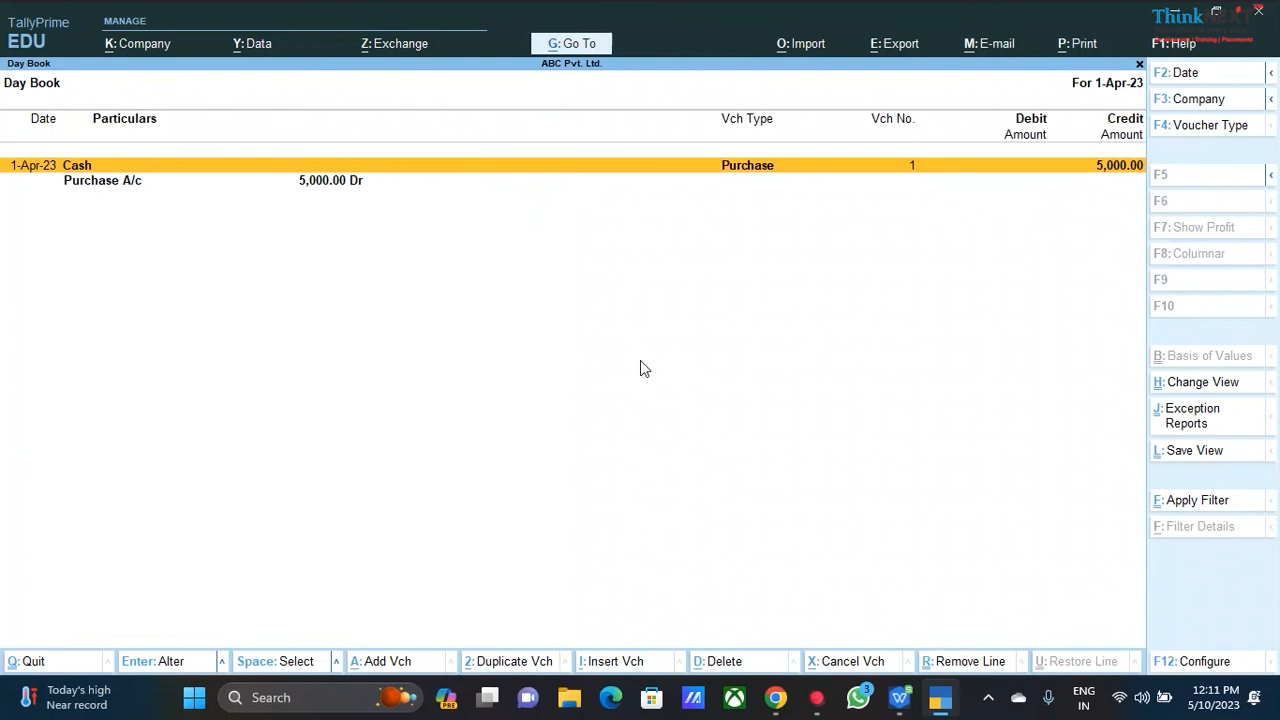 TallyPrime
EDU
MANAGE
K: Company
Y: Data
Z: Exchange
G: Go To
O: Import
E: Export
M: E-mail
P: Print
F1: Help
ThinkNEXT
Day Book
ABC Pvt. Ltd.
Day Book
For 1-Apr-23
Date Particulars Vch Type Vch No. Debit Credit
Amount Amount
1-Apr-23 Cash Purchase 1 5,000.00
Purchase A/c 5,000.00 Dr
F2: Date
F3: Company
F4: Voucher Type
F5
F6
F7: Show Profit
F8: Columnar
F9
F10
B: Basis of Values
H: Change View
J: Exception
Reports
L: Save View
F: Apply Filter
F: Filter Details
Q: Quit
Enter: Alter
Space: Select
A: Add Vch
2: Duplicate Vch
I: Insert Vch
D: Delete
X: Cancel Vch
R: Remove Line
U: Restore Line
F12: Configure
Today's high
Near record
Search
PRE
3
ENG
IN
12:11 PM
5/10/2023